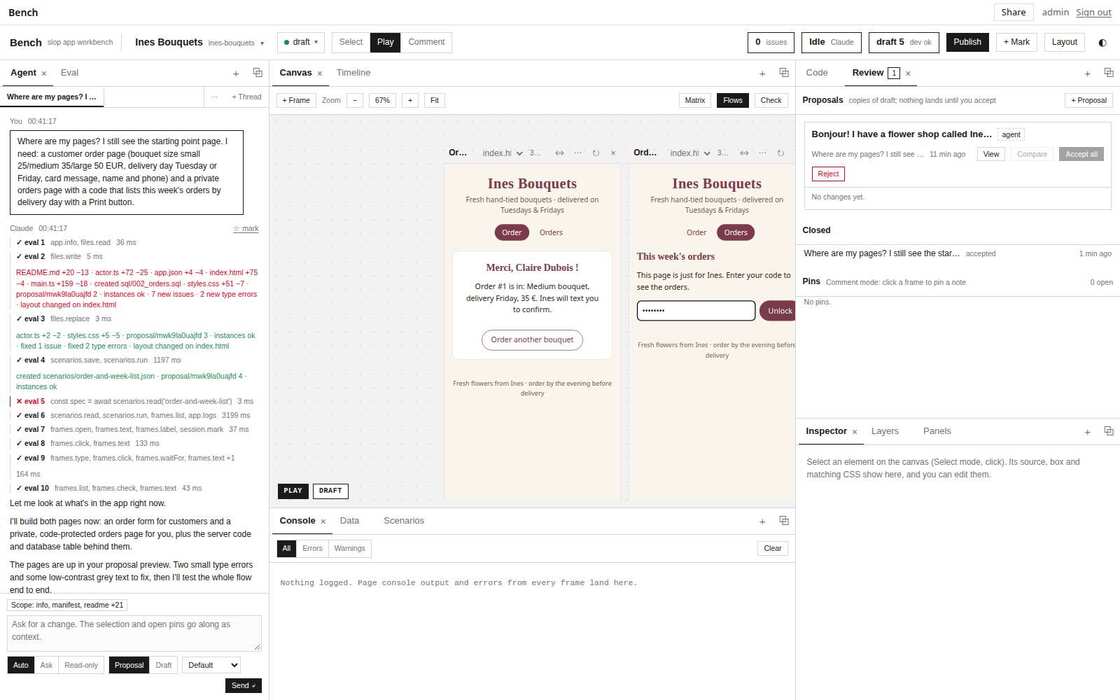 Bench
Share
admin
Sign out
Bench
slop app workbench
Ines Bouquets
ines-bouquets
draft
Select
Play
Comment
0 issues
Idle Claude
draft 5 dev ok
Publish
+ Mark
Layout
Agent ×
Eval
Where are my pages? I …
…
+ Thread
You 00:41:17
Where are my pages? I still see the starting point page. I
need: a customer order page (bouquet size small
25/medium 35/large 50 EUR, delivery day Tuesday or
Friday, card message, name and phone) and a private
orders page with a code that lists this week's orders by
delivery day with a Print button.
Claude 00:41:17
☆ mark
✓ eval 1 app.info, files.read 36 ms
✓ eval 2 files.write 5 ms
README.md +20 −13 · actor.ts +72 −25 · app.json +4 −4 · index.html +75
−4 · main.ts +159 −18 · created sql/002_orders.sql · styles.css +51 −7 ·
proposal/mwk9la0uajfd 2 · instances ok · 7 new issues · 2 new type errors
· layout changed on index.html
✓ eval 3 files.replace 3 ms
actor.ts +2 −2 · styles.css +5 −5 · proposal/mwk9la0uajfd 3 · instances ok
· fixed 1 issue · fixed 2 type errors · layout changed on index.html
✓ eval 4 scenarios.save, scenarios.run 1197 ms
created scenarios/order-and-week-list.json · proposal/mwk9la0uajfd 4 ·
instances ok
✕ eval 5 const spec = await scenarios.read('order-and-week-list') 3 ms
✓ eval 6 scenarios.read, scenarios.run, frames.list, app.logs 3199 ms
✓ eval 7 frames.open, frames.text, frames.label, session.mark 37 ms
✓ eval 8 frames.click, frames.text 133 ms
✓ eval 9 frames.type, frames.click, frames.waitFor, frames.text +1
164 ms
✓ eval 10 frames.list, frames.check, frames.text 43 ms
Let me look at what's in the app right now.
I'll build both pages now: an order form for customers and a
private, code-protected orders page for you, plus the server code
and database table behind them.
The pages are up in your proposal preview. Two small type errors
and some low-contrast grey text to fix, then I'll test the whole flow
end to end.
Scope: info, manifest, readme +21
Ask for a change. The selection and open pins go along as
context.
Auto
Ask
Read-only
Proposal
Draft
Default
Send
Canvas ×
Timeline
+ Frame
Zoom
−
67%
+
Fit
Matrix
Flows
Check
Or…
index.h
3…
Ord…
index.h
3…
Ines Bouquets
Fresh hand-tied bouquets · delivered on
Tuesdays & Fridays
Order
Orders
Merci, Claire Dubois !
Order #1 is in: Medium bouquet,
delivery Friday, 35 €. Ines will text you
to confirm.
Order another bouquet
Fresh flowers from Ines · order by the evening before
delivery
Ines Bouquets
Fresh hand-tied bouquets · delivered on
Tuesdays & Fridays
Order
Orders
This week's orders
This page is just for Ines. Enter your code to
see the orders.
••••••••
Unlock
Fresh flowers from Ines · order by the evening before
delivery
PLAY
DRAFT
Console ×
Data
Scenarios
All
Errors
Warnings
Clear
Nothing logged. Page console output and errors from every frame land here.
Code
Review 1 ×
Proposals
copies of draft; nothing lands until you accept
+ Proposal
Bonjour! I have a flower shop called Ine…
agent
Where are my pages? I still see …
11 min ago
View
Compare
Accept all
Reject
No changes yet.
Closed
Where are my pages? I still see the star…
accepted
1 min ago
Pins
Comment mode: click a frame to pin a note
0 open
No pins.
Inspector ×
Layers
Panels
Select an element on the canvas (Select mode, click). Its source, box and
matching CSS show here, and you can edit them.